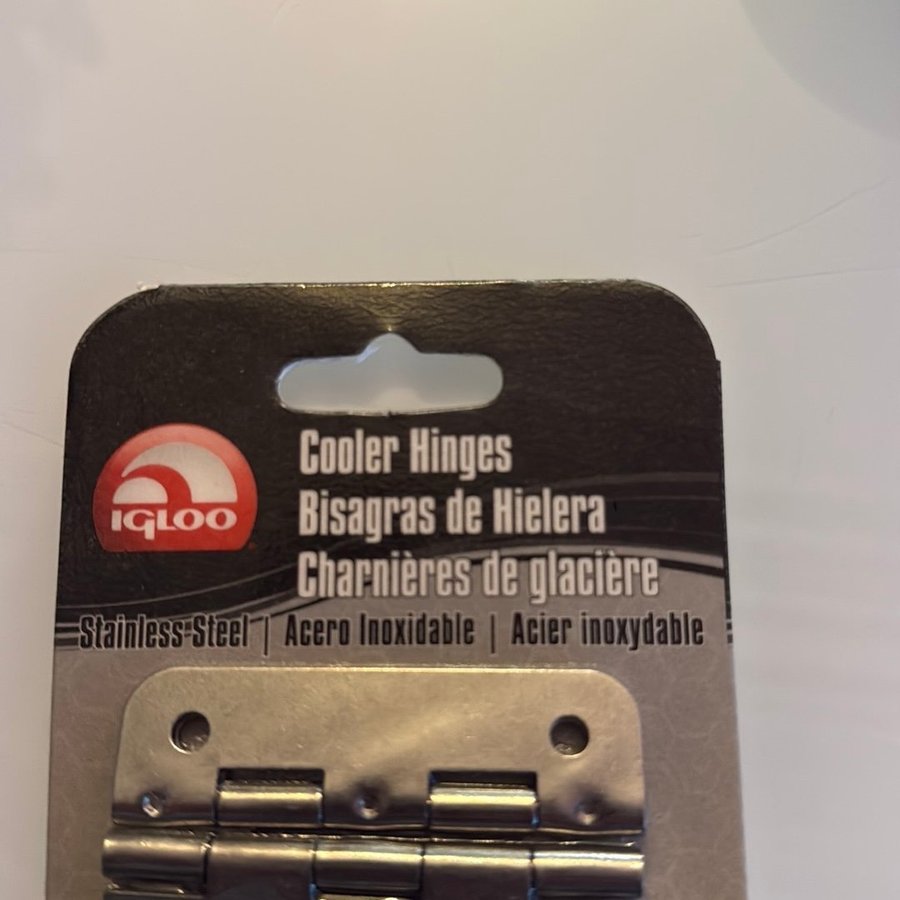 IGLOO
Cooler Hinges
Bisagras de Hielera
Charnières de glacière
Stainless-Steel | Acero Inoxidable | Acier inoxydable